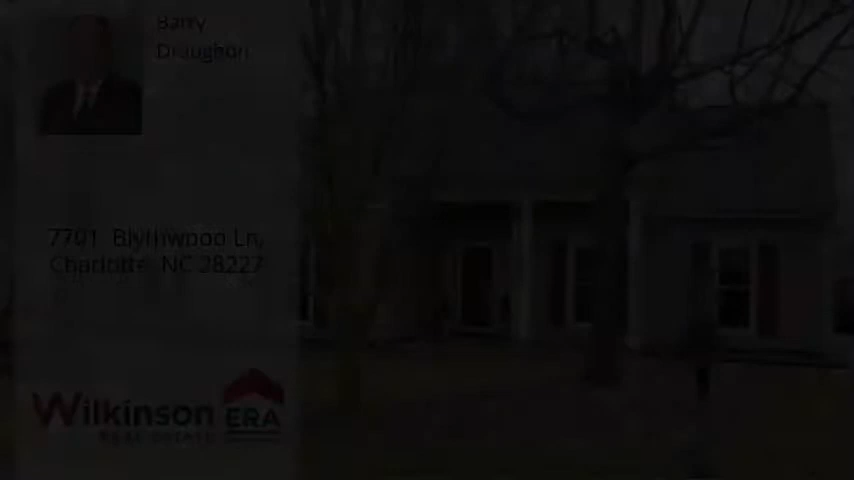 Barry
Draughon
7701 Blythwood Ln,
Charlotte, NC 28227
Wilkinson ERA
REAL ESTATE